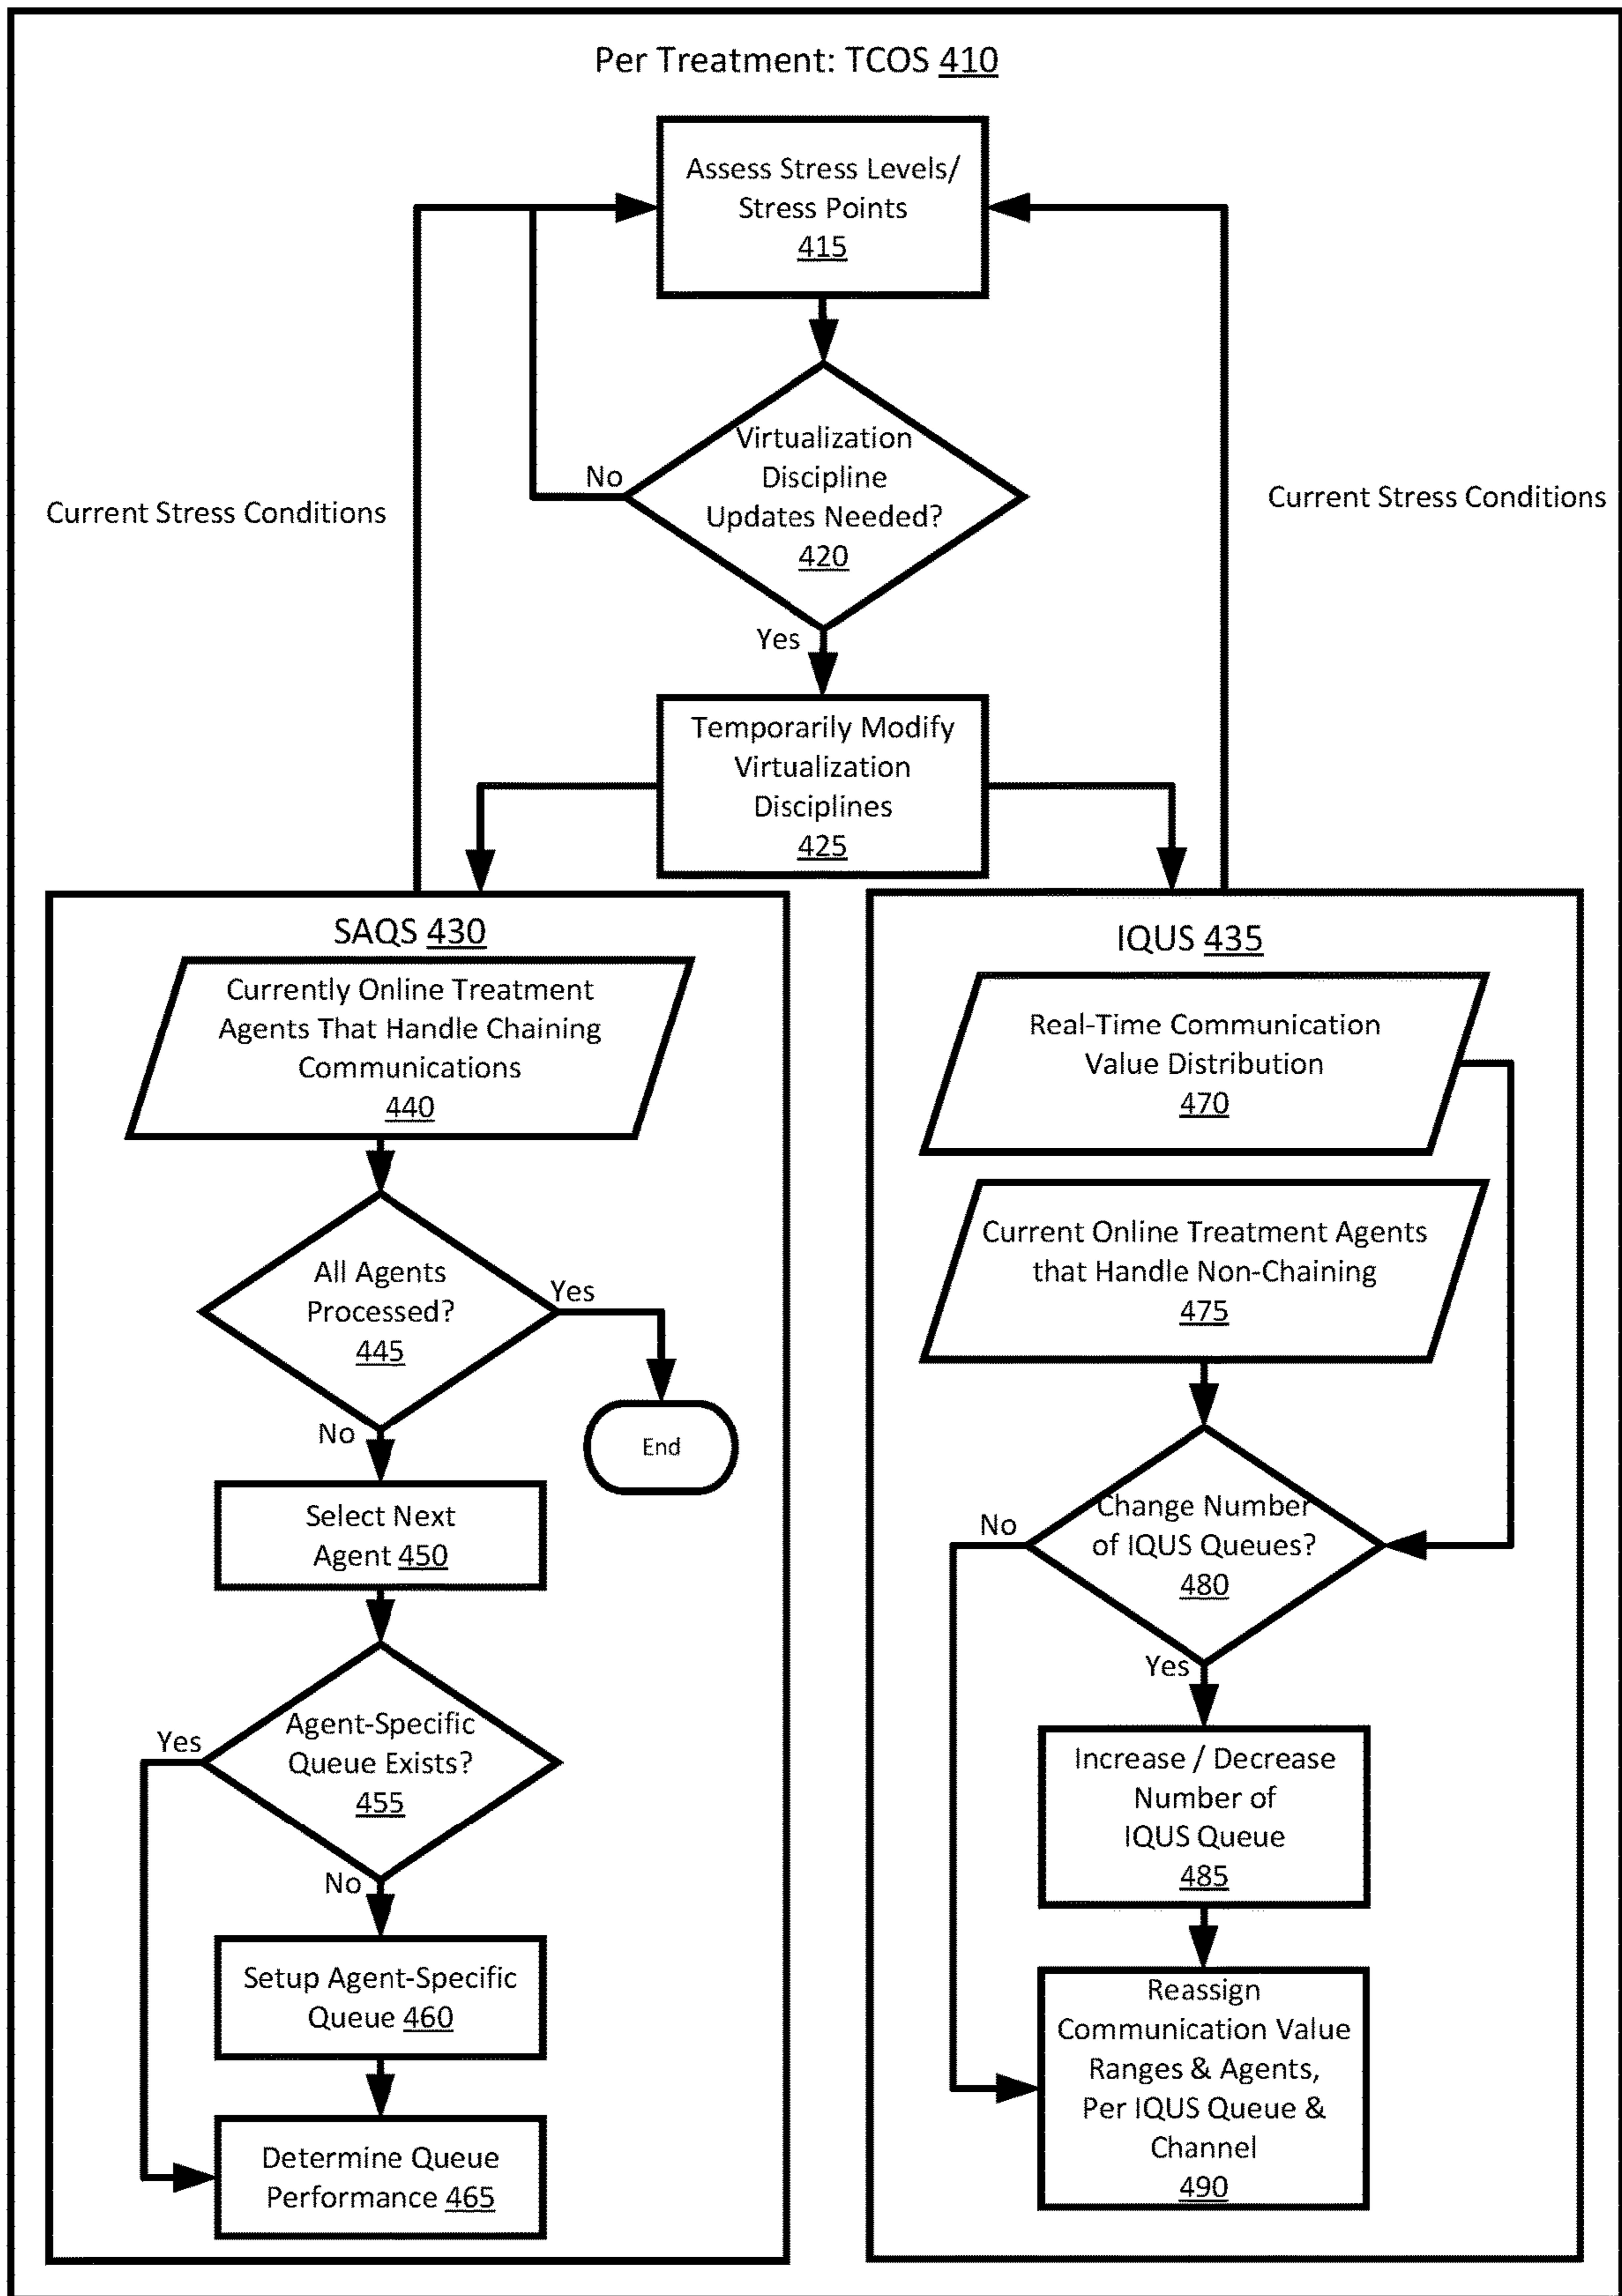 Per Treatment: TCOS 410
Assess Stress Levels/
Stress Points
415
Virtualization
Discipline
Updates Needed?
420
No
Yes
Current Stress Conditions
Current Stress Conditions
Temporarily Modify
Virtualization
Disciplines
425
SAQS 430
Currently Online Treatment
Agents That Handle Chaining
Communications
440
All Agents
Processed?
445
Yes
End
No
Select Next
Agent 450
Agent-Specific
Queue Exists?
455
Yes
No
Setup Agent-Specific
Queue 460
Determine Queue
Performance 465
IQUS 435
Real-Time Communication
Value Distribution
470
Current Online Treatment Agents
that Handle Non-Chaining
475
Change Number
of IQUS Queues?
480
No
Yes
Increase / Decrease
Number of
IQUS Queue
485
Reassign
Communication Value
Ranges & Agents,
Per IQUS Queue &
Channel
490